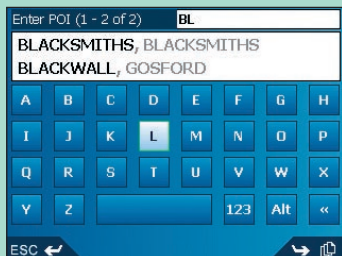 Enter POI (1 - 2 of 2) BL
BLACKSMITHS, BLACKSMITHS
BLACKWALL, GOSFORD
A B C D E F G H
I J K L M N O P
Q R S T U V W X
Y Z 123 Alt «
ESC